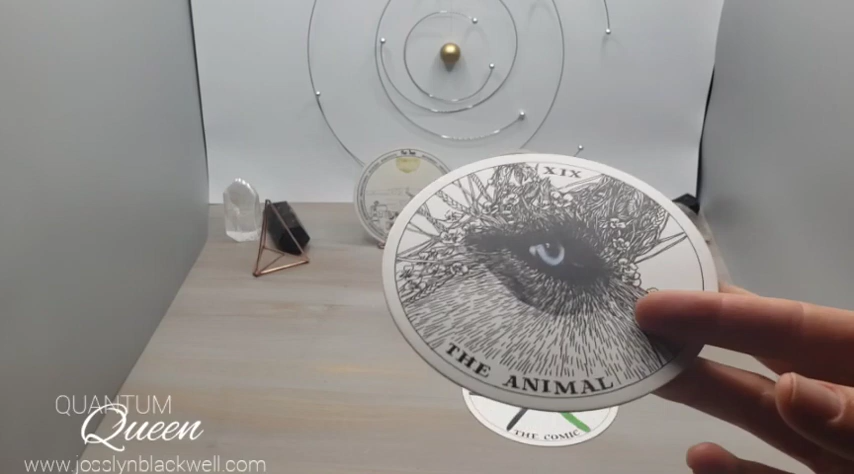 XIX
THE ANIMAL
THE COMIC
QUANTUM
Queen
www.josslynblackwell.com